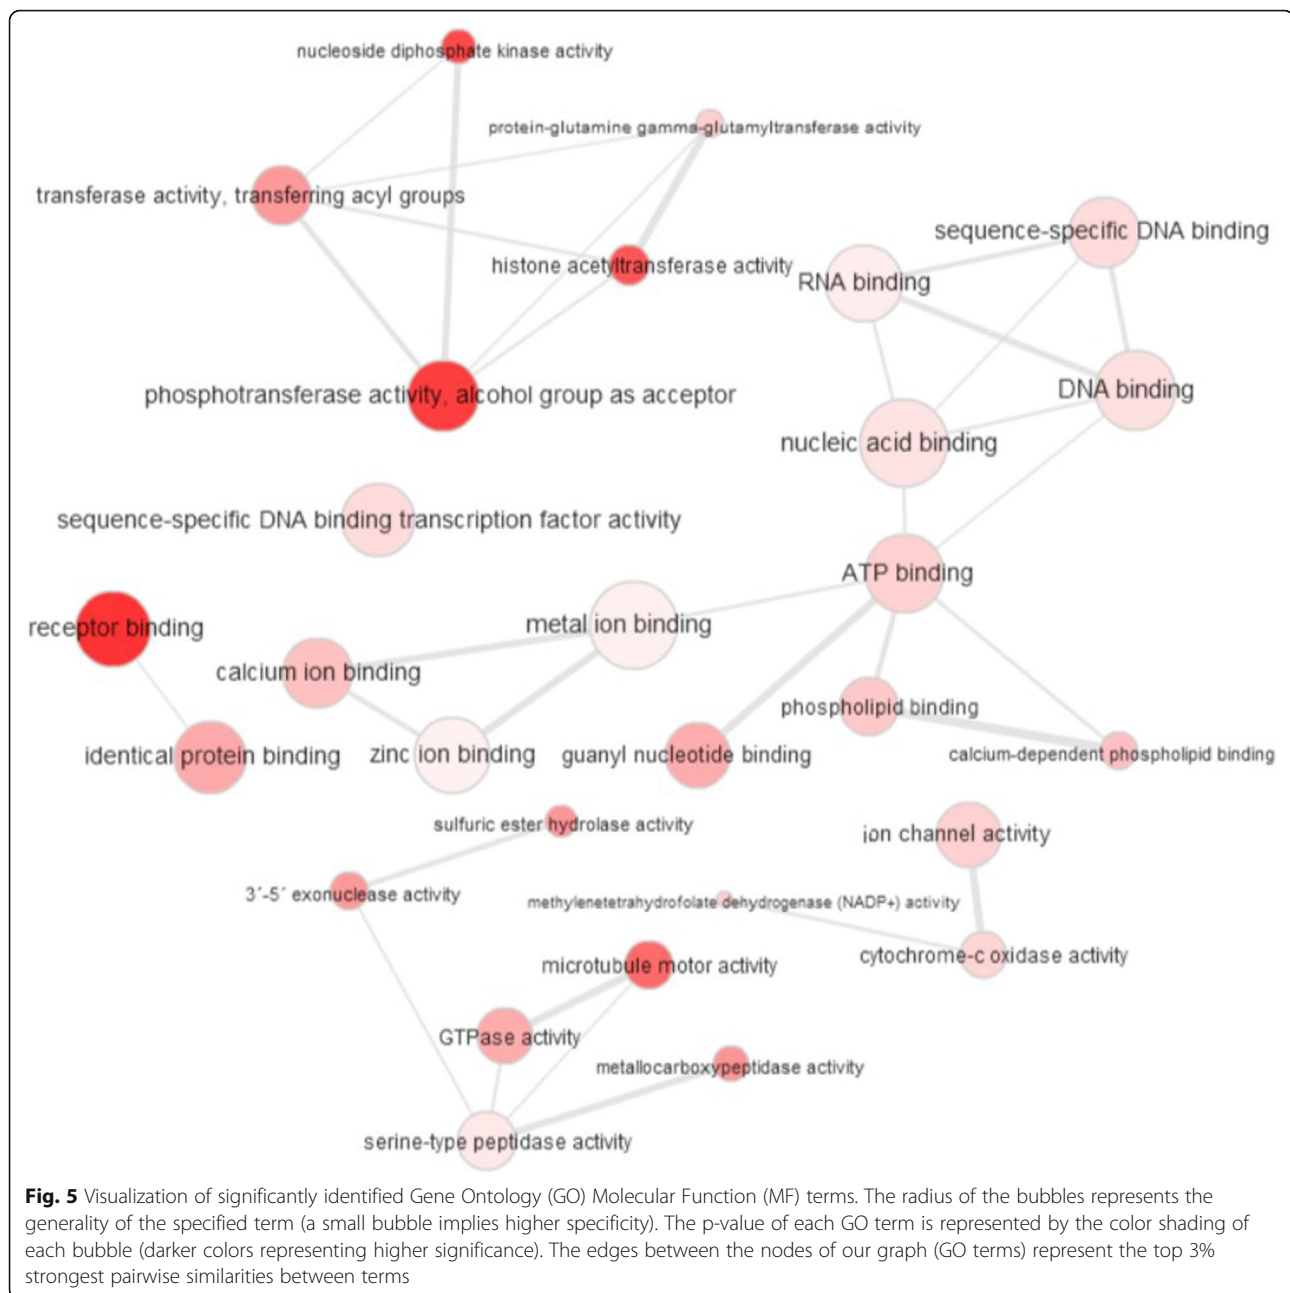 nucleoside diphosphate kinase activity
protein-glutamine gamma-glutamyltransferase activity
transferase activity, transferring acyl groups
sequence-specific DNA binding
histone acetyltransferase activity
RNA binding
phosphotransferase activity, alcohol group as acceptor
DNA binding
nucleic acid binding
sequence-specific DNA binding transcription factor activity
ATP binding
receptor binding
metal ion binding
calcium ion binding
phospholipid binding
identical protein binding
zinc ion binding
guanyl nucleotide binding
calcium-dependent phospholipid binding
sulfuric ester hydrolase activity
ion channel activity
3´-5´ exonuclease activity
methylenetetrahydrofolate dehydrogenase (NADP+) activity
cytochrome-c oxidase activity
microtubule motor activity
GTPase activity
metallocarboxypeptidase activity
serine-type peptidase activity
Fig. 5 Visualization of significantly identified Gene Ontology (GO) Molecular Function (MF) terms. The radius of the bubbles represents the
generality of the specified term (a small bubble implies higher specificity). The p-value of each GO term is represented by the color shading of
each bubble (darker colors representing higher significance). The edges between the nodes of our graph (GO terms) represent the top 3%
strongest pairwise similarities between terms